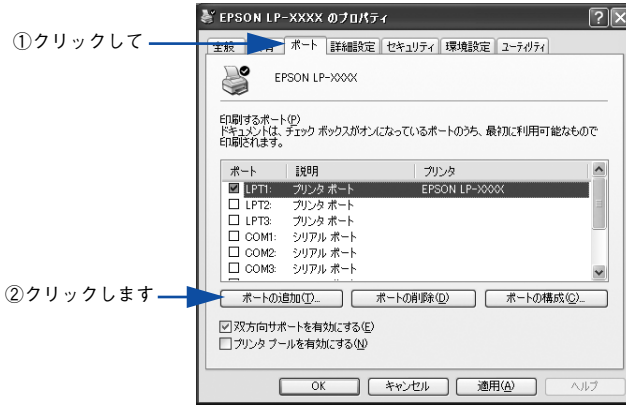 EPSON LP-XXXX のプロパティ
①クリックして
全般 共有 ポート 詳細設定 セキュリティ 環境設定 ユーティリティ
EPSON LP-XXXX
印刷するポート(P)
ドキュメントは、チェック ボックスがオンになっているポートのうち、最初に利用可能なもので
印刷されます。
ポート 説明 プリンタ
LPT1: プリンタ ポート EPSON LP-XXXX
LPT2: プリンタ ポート
LPT3: プリンタ ポート
COM1: シリアル ポート
COM2: シリアル ポート
COM3: シリアル ポート
②クリックします
ポートの追加(T)... ポートの削除(D) ポートの構成(C)...
双方向サポートを有効にする(E)
プリンタ プールを有効にする(N)
OK キャンセル 適用(A) ヘルプ